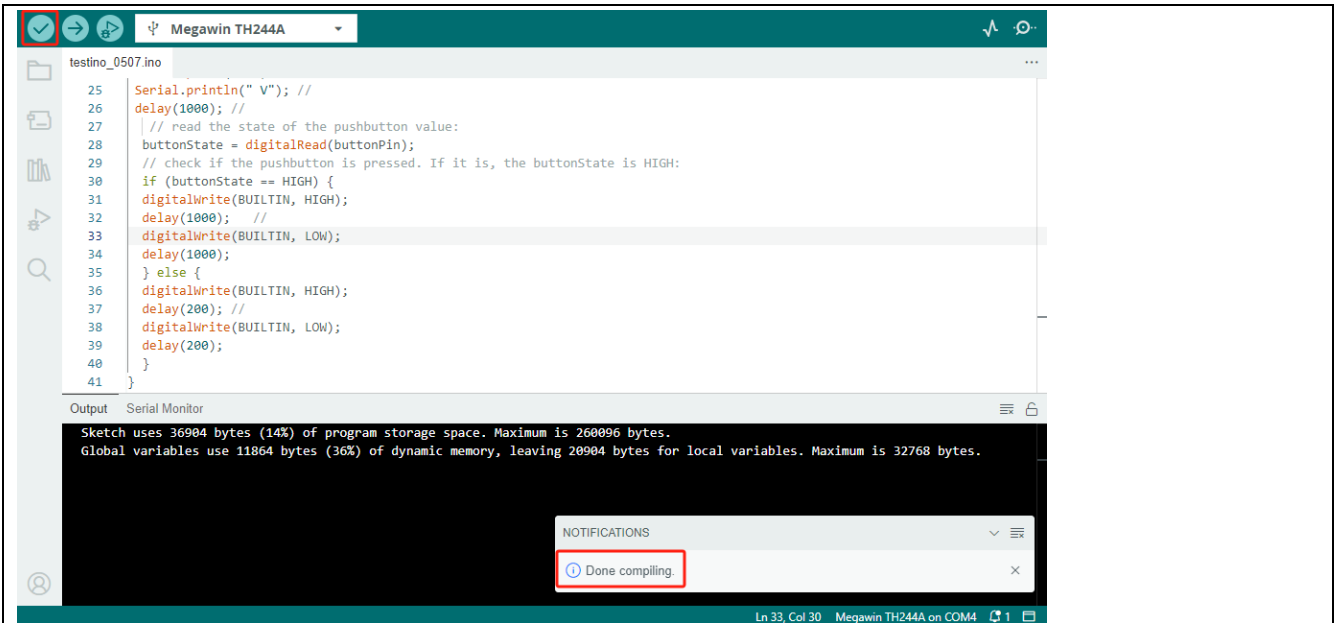 Megawin TH244A
testino_0507.ino
25 Serial.println(" V"); //
26 delay(1000); //
27 // read the state of the pushbutton value:
28 buttonState = digitalRead(buttonPin);
29 // check if the pushbutton is pressed. If it is, the buttonState is HIGH:
30 if (buttonState == HIGH) {
31 digitalWrite(BUILTIN, HIGH);
32 delay(1000); //
33 digitalWrite(BUILTIN, LOW);
34 delay(1000);
35 } else {
36 digitalWrite(BUILTIN, HIGH);
37 delay(200); //
38 digitalWrite(BUILTIN, LOW);
39 delay(200);
40 }
41 }
Output Serial Monitor
Sketch uses 36904 bytes (14%) of program storage space. Maximum is 260096 bytes.
Global variables use 11864 bytes (36%) of dynamic memory, leaving 20904 bytes for local variables. Maximum is 32768 bytes.
NOTIFICATIONS
Done compiling.
Ln 33, Col 30 Megawin TH244A on COM4 1